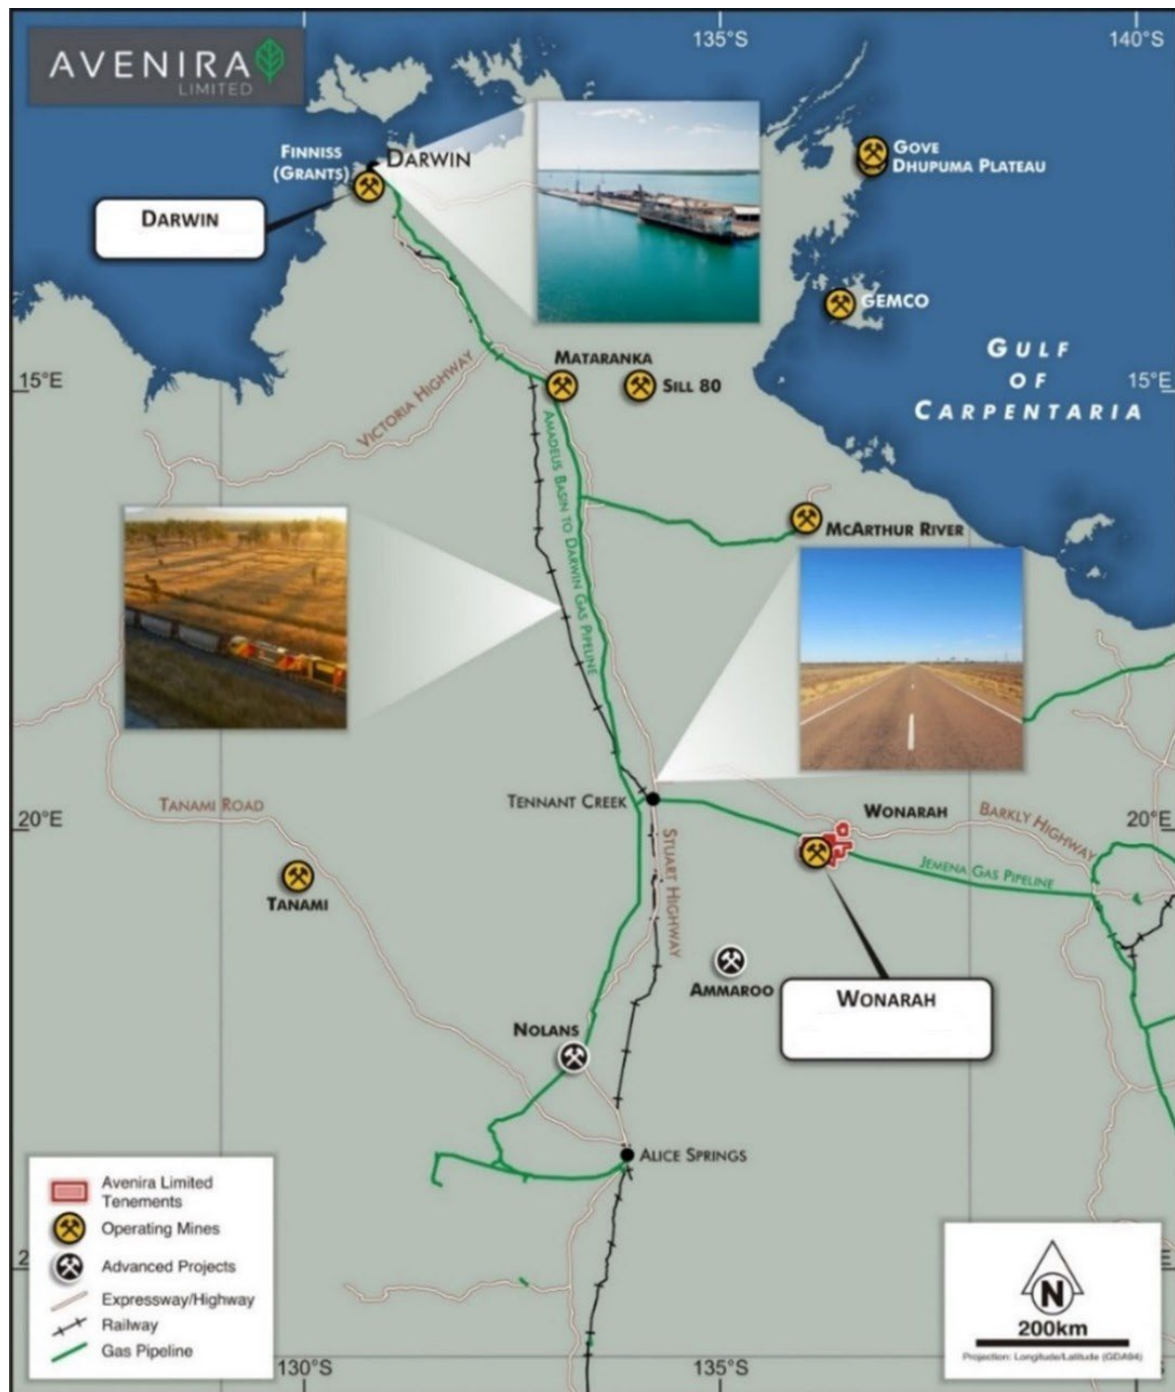 AVENIRA
LIMITED
135°S
140°S
FINNISS
(GRANTS)
DARWIN
DARWIN
GOVE
DHUPUMA PLATEAU
GEMCO
GULF
OF
CARPENTARIA
15°E
15°E
MATARANKA
SILL 80
VICTORIA HIGHWAY
AMADEUS BASIN TO DARWIN GAS PIPELINE
MCARTHUR RIVER
TENNANT CREEK
TANAMI ROAD
20°E
WONARAH
BARKLY HIGHWAY
20°E
JEMENA GAS PIPELINE
STUART HIGHWAY
TANAMI
AMMAROO
WONARAH
NOLANS
ALICE SPRINGS
Avenira Limited
Tenements
Operating Mines
Advanced Projects
Expressway/Highway
Railway
Gas Pipeline
N
200km
Projection: Longitude/Latitude (GDA94)
130°S
135°S